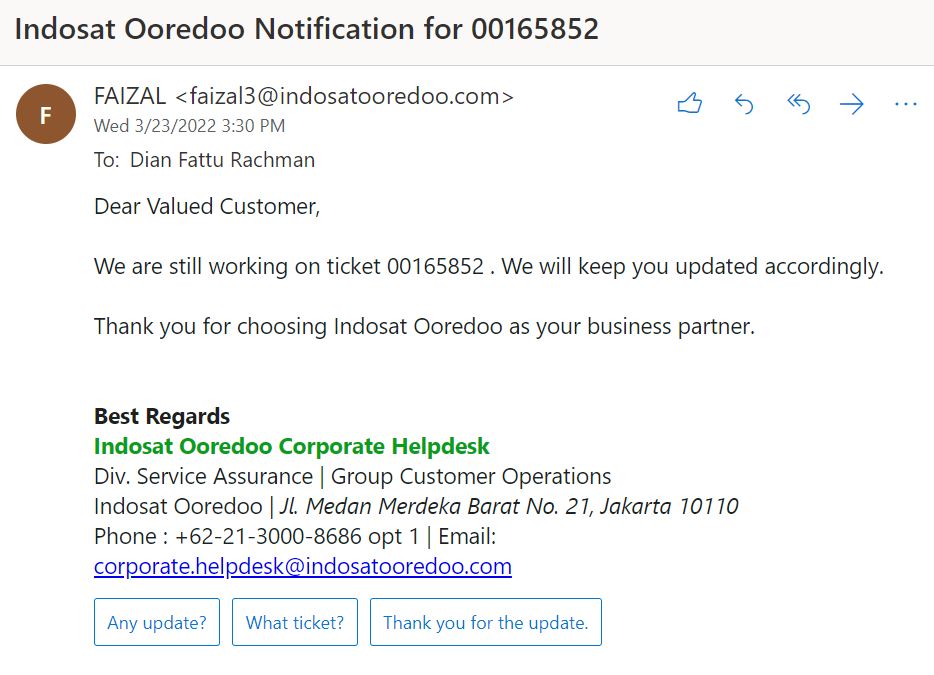 Indosat Ooredoo Notification for 00165852
F
FAIZAL <faizal3@indosatooredoo.com>
Wed 3/23/2022 3:30 PM
To: Dian Fattu Rachman
Dear Valued Customer,
We are still working on ticket 00165852 . We will keep you updated accordingly.
Thank you for choosing Indosat Ooredoo as your business partner.
Best Regards
Indosat Ooredoo Corporate Helpdesk
Div. Service Assurance | Group Customer Operations
Indosat Ooredoo | Jl. Medan Merdeka Barat No. 21, Jakarta 10110
Phone : +62-21-3000-8686 opt 1 | Email:
corporate.helpdesk@indosatooredoo.com
Any update? What ticket? Thank you for the update.